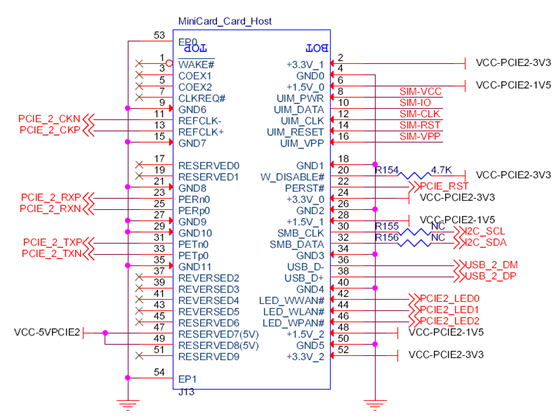 MiniCard_Card_Host
53 EP0 TOP BOT
1 WAKE# +3.3V_1 2 VCC-PCIE2-3V3
3 COEX1 GND0 4
5 COEX2 +1.5V_0 6 VCC-PCIE2-1V5
7 CLKREQ# UIM_PWR 8 SIM-VCC
9 GND6 UIM_DATA 10 SIM-IO
PCIE_2_CKN 11 REFCLK- UIM_CLK 12 SIM-CLK
PCIE_2_CKP 13 REFCLK+ UIM_RESET 14 SIM-RST
15 GND7 UIM_VPP 16 SIM-VPP
17 RESERVED0 GND1 18
19 RESERVED1 W_DISABLE# 20 R154 4.7K VCC-PCIE2-3V3
21 GND8 PERST# 22 PCIE_RST
PCIE_2_RXP 23 PERn0 +3.3V_4 24 VCC-PCIE2-3V3
PCIE_2_RXN 25 PERp0 GND2 26
27 GND9 +1.5V_1 28 VCC-PCIE2-1V5
29 GND10 SMB_CLK 30 R155 NC I2C_SCL
PCIE_2_TXP 31 PETn0 SMB_DATA 32 R156 NC I2C_SDA
PCIE_2_TXN 33 PETp0 GND3 34
35 GND11 USB_D- 36 USB_2_DM
37 REVERSED2 USB_D+ 38 USB_2_DP
39 REVERSED3 GND4 40
41 REVERSED4 LED_WWAN# 42 PCIE2_LED0
43 REVERSED5 LED_WLAN# 44 PCIE2_LED1
45 RESERVED6 LED_WPAN# 46 PCIE2_LED2
VCC-5VPCIE2 47 RESERVED7(5V) +1.5V_2 48 VCC-PCIE2-1V5
49 RESERVED8(5V) GND5 50
51 RESERVED9 +3.3V_3 52 VCC-PCIE2-3V3
54 EP1
J13